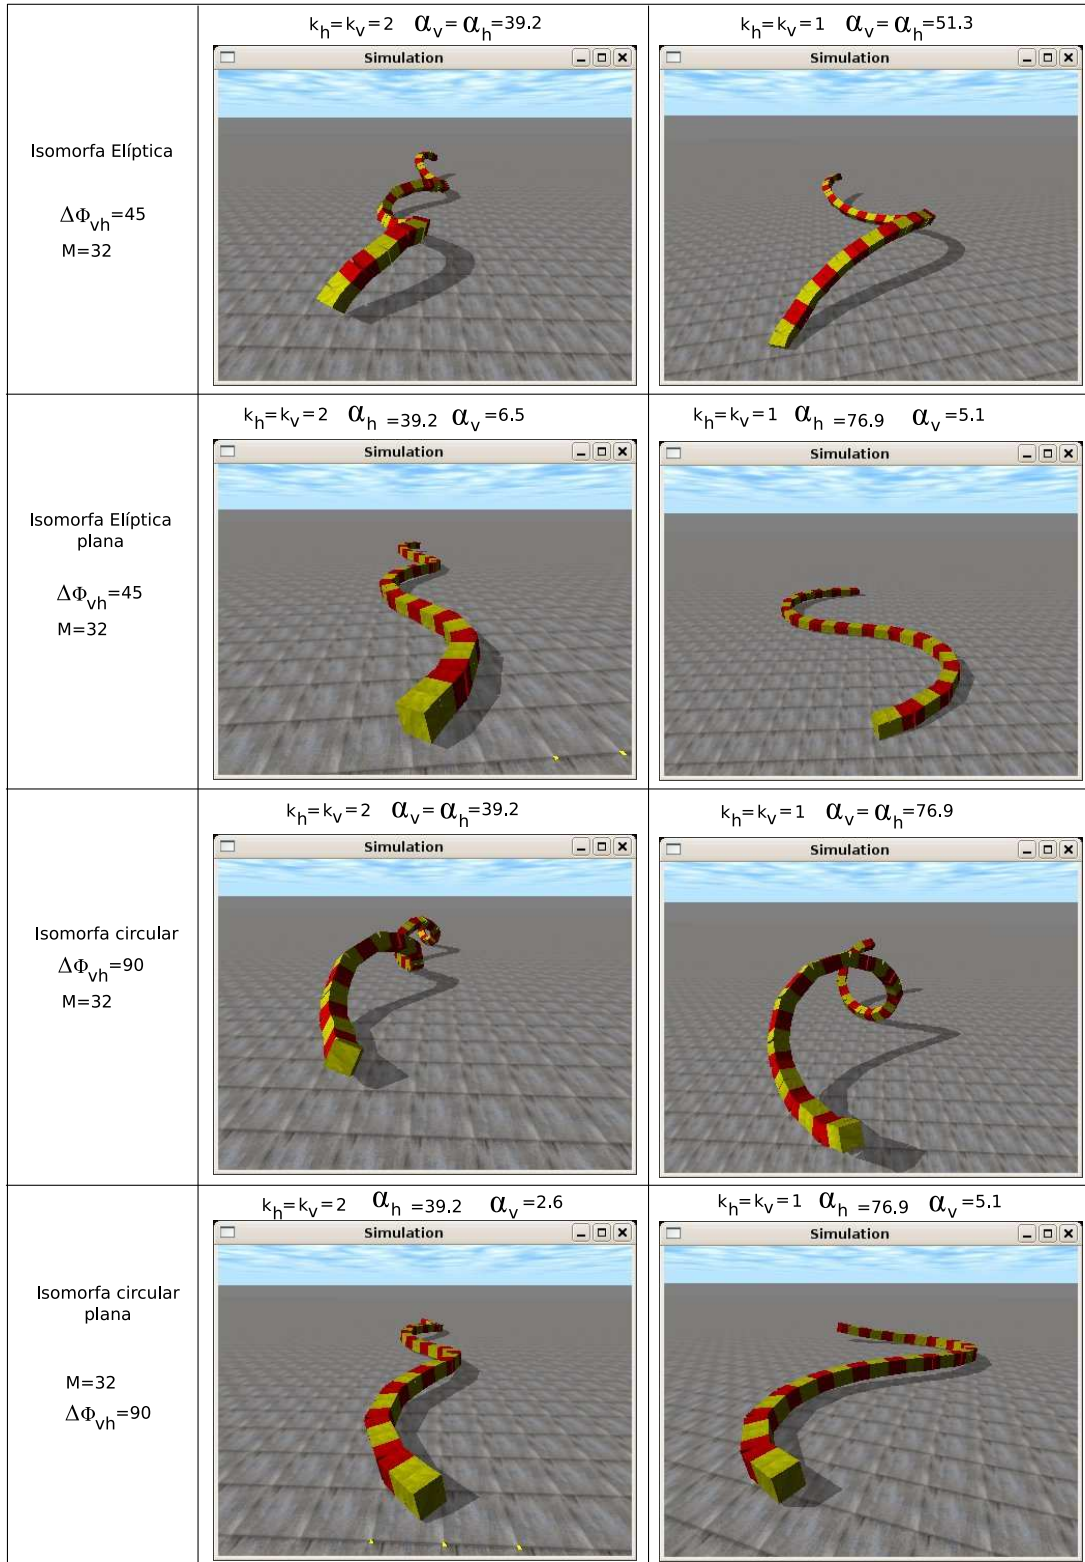 k_h=k_v=2 α_v=α_h=39.2
k_h=k_v=1 α_v=α_h=51.3
Simulation
Simulation
Isomorfa Elíptica
ΔΦ_vh=45
M=32
k_h=k_v=2 α_h=39.2 α_v=6.5
k_h=k_v=1 α_h=76.9 α_v=5.1
Simulation
Simulation
Isomorfa Elíptica
plana
ΔΦ_vh=45
M=32
k_h=k_v=2 α_v=α_h=39.2
k_h=k_v=1 α_v=α_h=76.9
Simulation
Simulation
Isomorfa circular
ΔΦ_vh=90
M=32
k_h=k_v=2 α_h=39.2 α_v=2.6
k_h=k_v=1 α_h=76.9 α_v=5.1
Simulation
Simulation
Isomorfa circular
plana
M=32
ΔΦ_vh=90